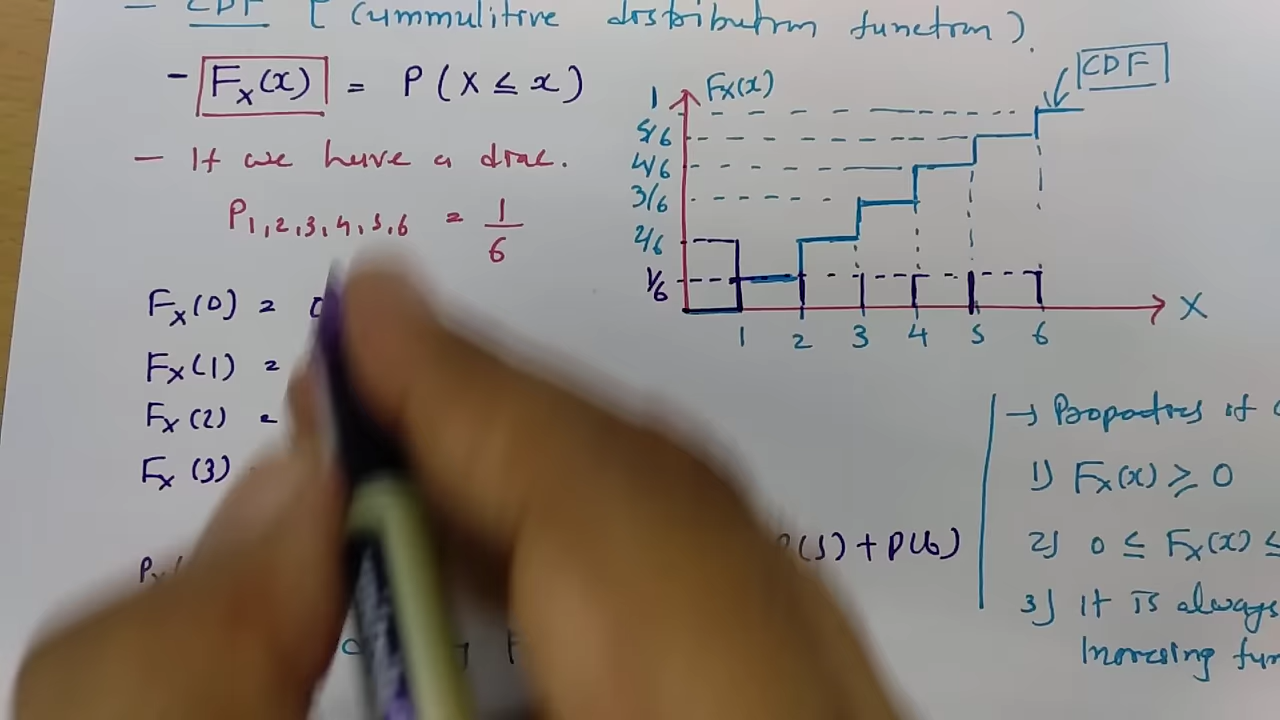 - CDF [ Cummulitive distribution function ).
- Fx(x) = P ( X ≤ x )
- If we have a dice.
P1,2,3,4,5,6 = 1/6
Fx(0) = 0
Fx(1) =
Fx(2) =
Fx(3)
P(5) + P(6)
Fx(x)
CDF
1
5/6
4/6
3/6
2/6
1/6
1 2 3 4 5 6
X
→ Properties of
1) Fx(x) ≥ 0
2) 0 ≤ Fx(x) ≤
3) It is always
Incresing fun